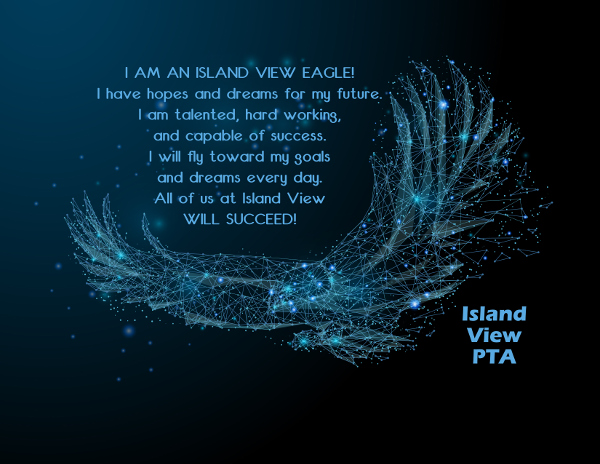 I AM AN ISLAND VIEW EAGLE!
I have hopes and dreams for my future.
I am talented, hard working,
and capable of success.
I will fly toward my goals
and dreams every day.
All of us at Island View
WILL SUCCEED!
Island
View
PTA